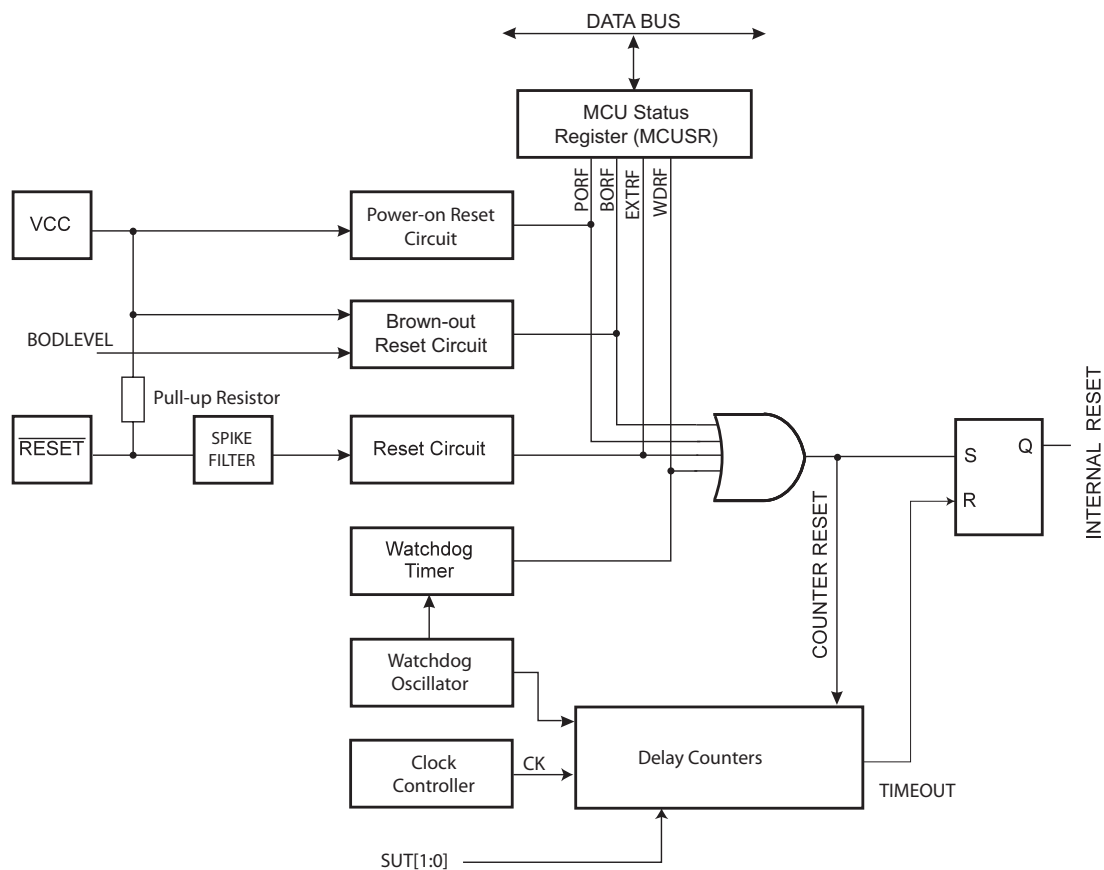 DATA BUS
MCU Status
Register (MCUSR)
PORF
BORF
EXTRF
WDRF
VCC
Power-on Reset
Circuit
BODLEVEL
Brown-out
Reset Circuit
Pull-up Resistor
RESET
SPIKE
FILTER
Reset Circuit
S
Q
R
INTERNAL RESET
Watchdog
Timer
COUNTER RESET
Watchdog
Oscillator
Clock
Controller
CK
Delay Counters
TIMEOUT
SUT[1:0]